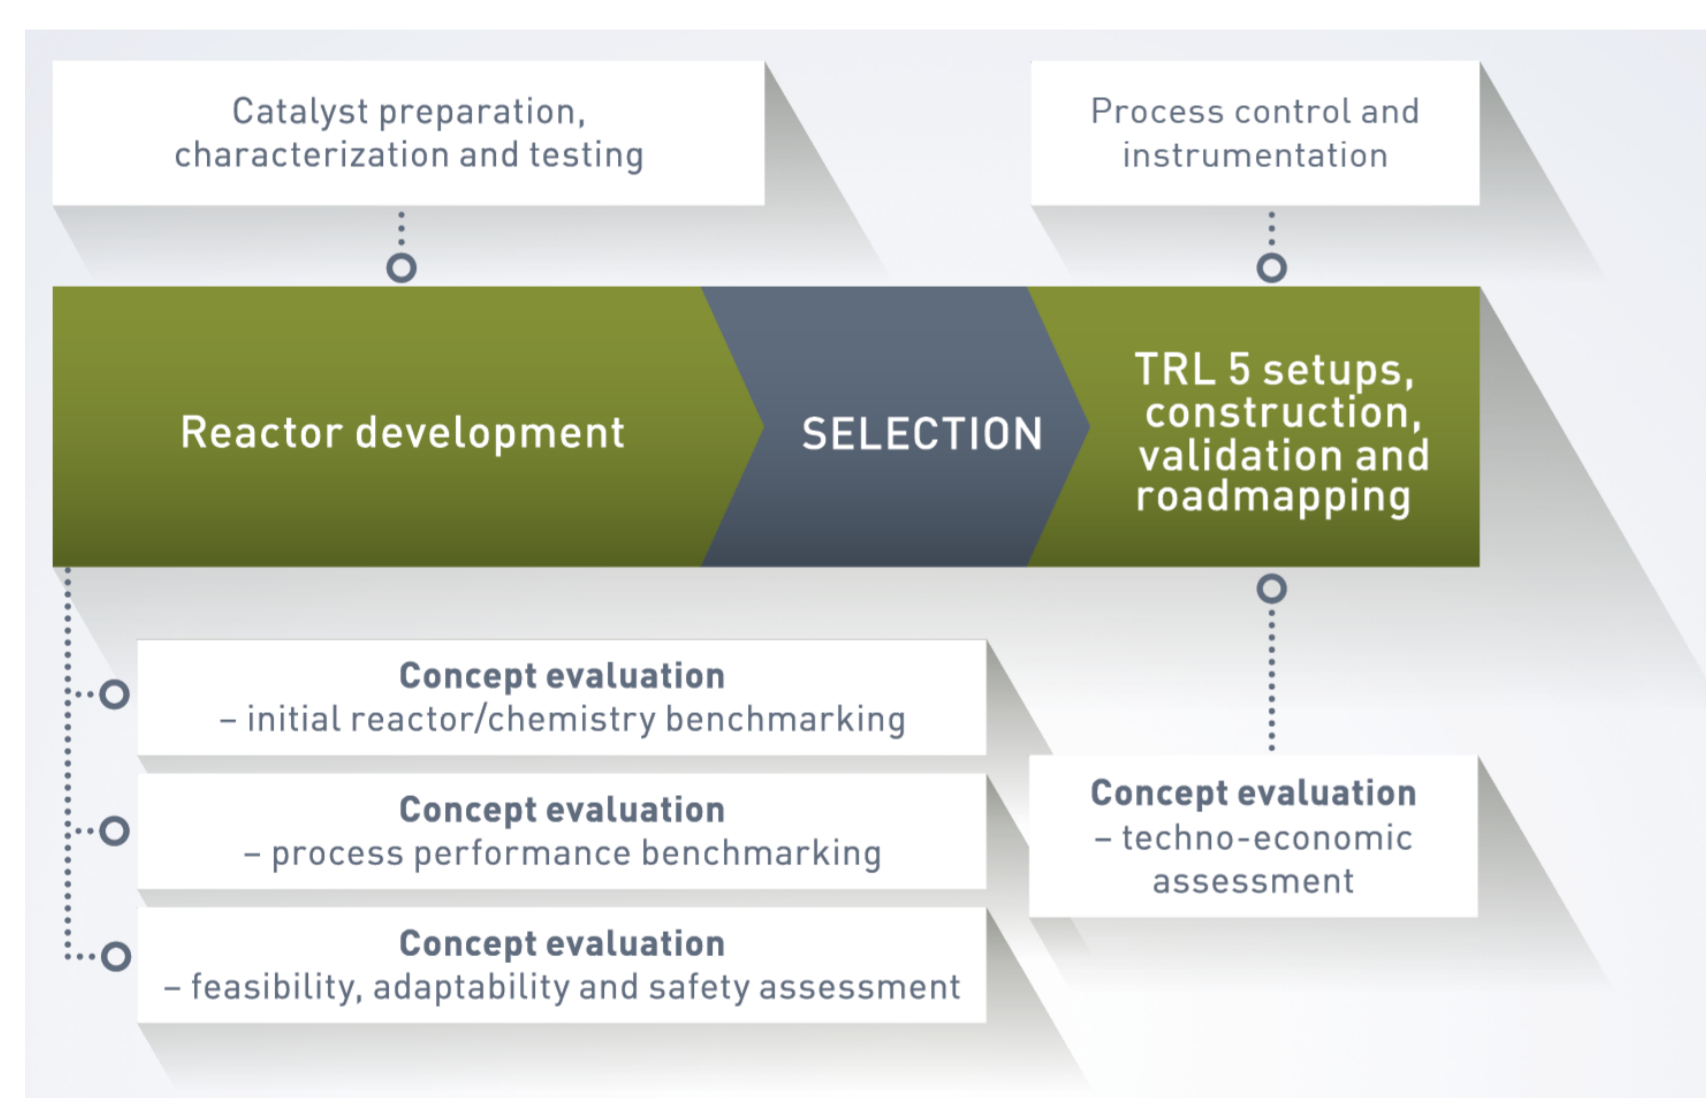 Catalyst preparation,
characterization and testing
Process control and
instrumentation
Reactor development
SELECTION
TRL 5 setups,
construction,
validation and
roadmapping
Concept evaluation
– initial reactor/chemistry benchmarking
Concept evaluation
– process performance benchmarking
Concept evaluation
– feasibility, adaptability and safety assessment
Concept evaluation
– techno-economic
assessment